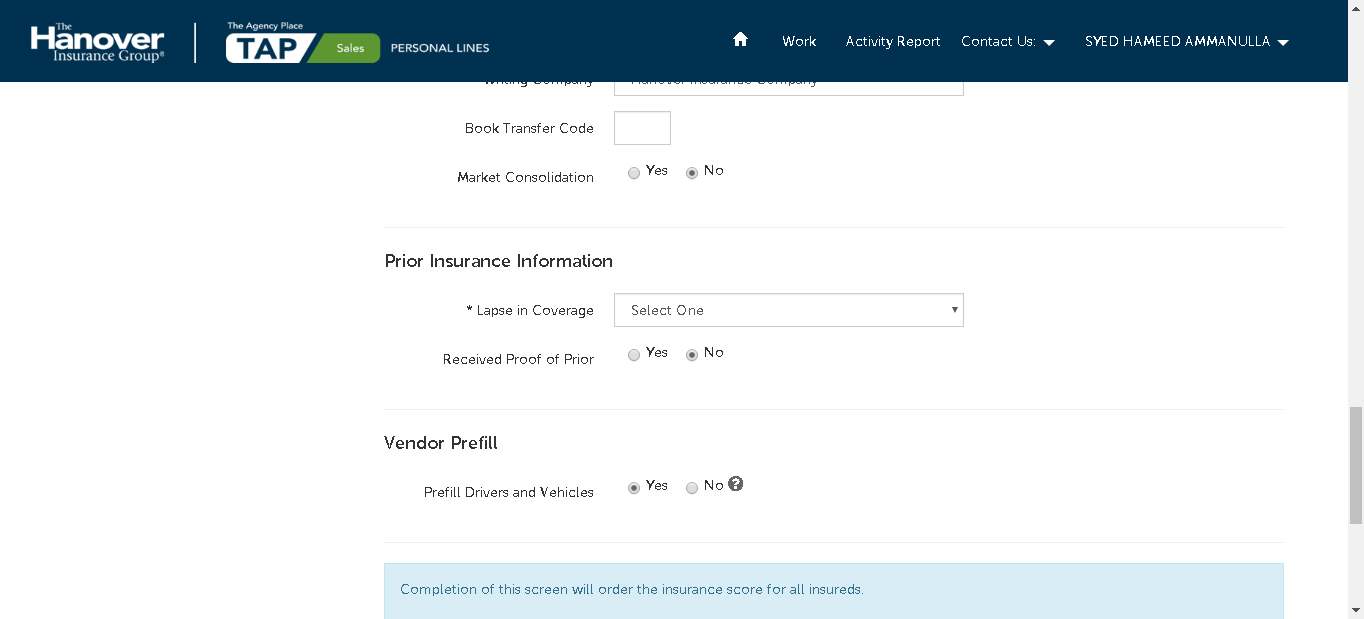 The
Hanover
Insurance Group®
The Agency Place
TAP Sales PERSONAL LINES
Work Activity Report Contact Us: SYED HAMEED AMMANULLA
Writing Company Hanover Insurance Company
Book Transfer Code
Market Consolidation Yes No
Prior Insurance Information
* Lapse in Coverage Select One
Received Proof of Prior Yes No
Vendor Prefill
Prefill Drivers and Vehicles Yes No ?
Completion of this screen will order the insurance score for all insureds.